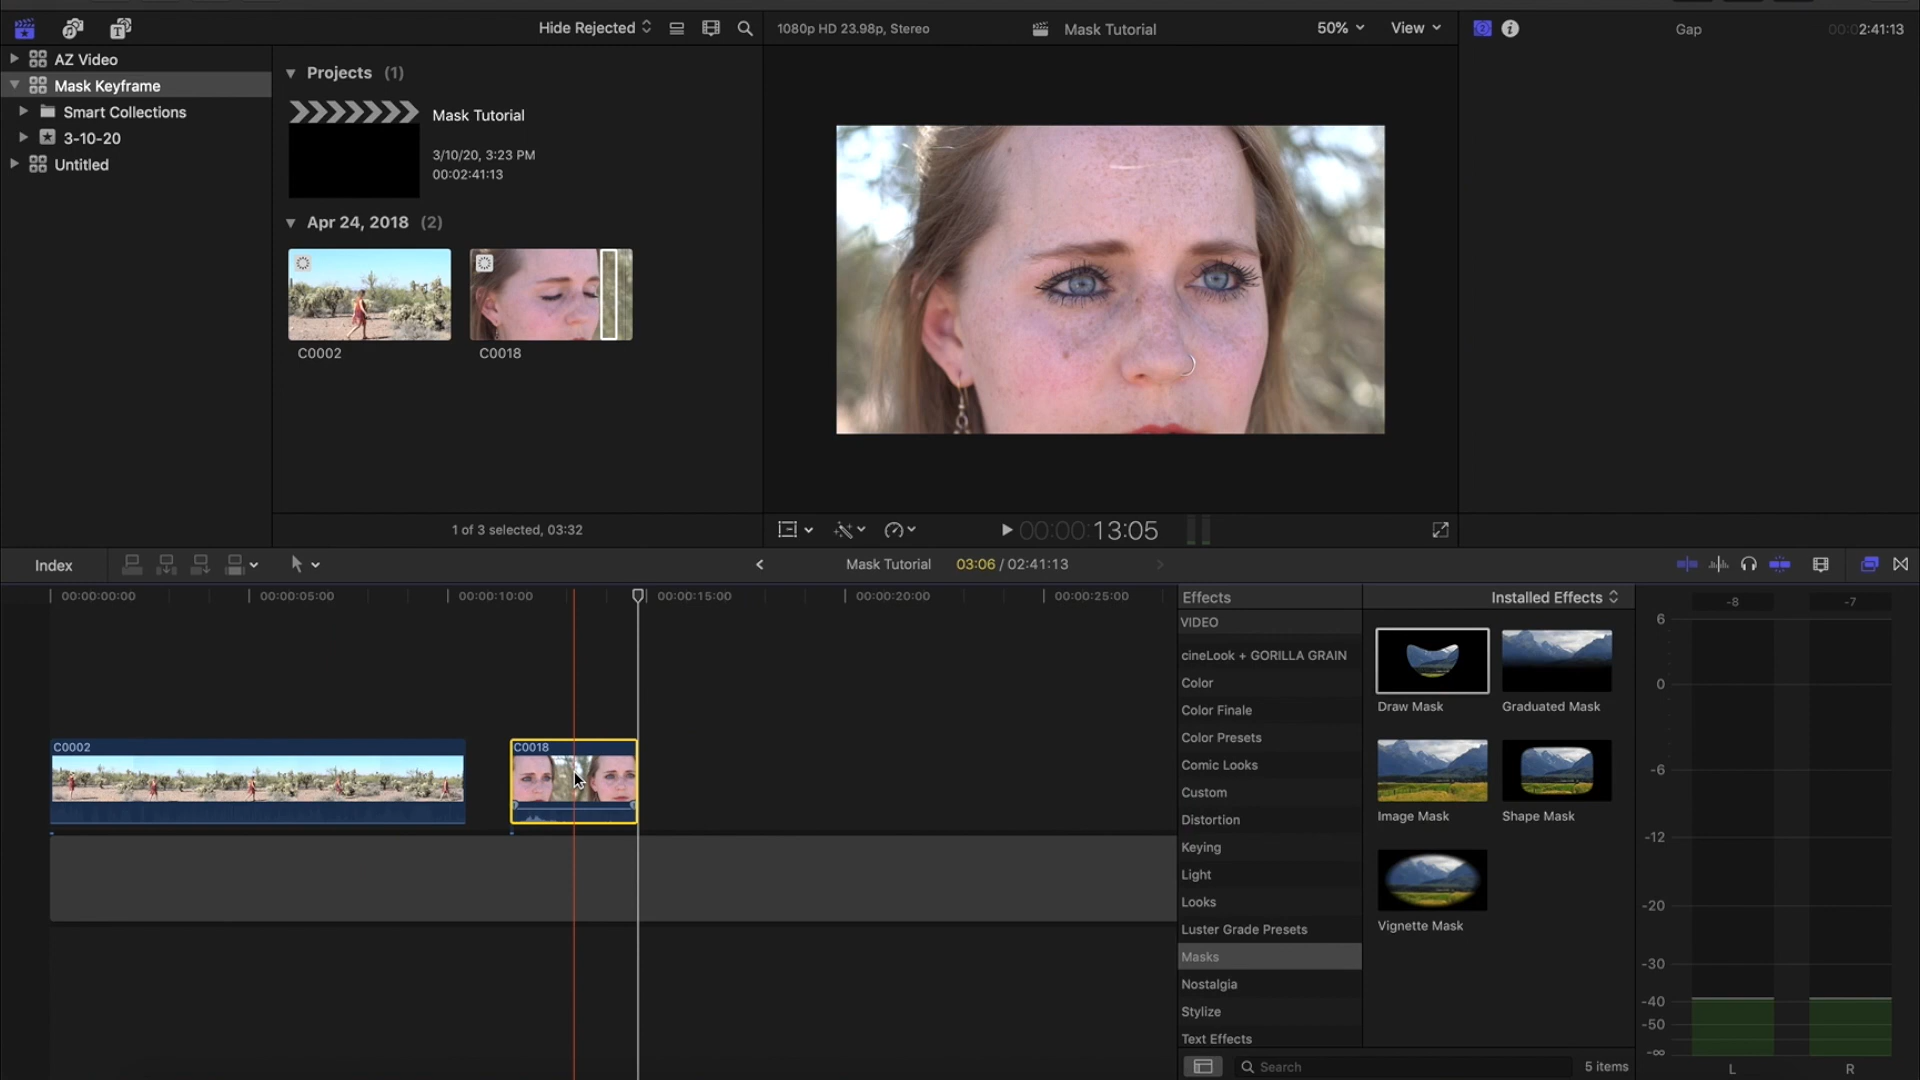 Hide Rejected
1080p HD 23.98p, Stereo
Mask Tutorial
50%
View
Gap
00:02:41:13
AZ Video
Mask Keyframe
Smart Collections
3-10-20
Untitled
Projects (1)
Mask Tutorial
3/10/20, 3:23 PM
00:02:41:13
Apr 24, 2018 (2)
C0002
C0018
1 of 3 selected, 03:32
00:00:13:05
Index
Mask Tutorial
03:06 / 02:41:13
00:00:00:00
00:00:05:00
00:00:10:00
00:00:15:00
00:00:20:00
00:00:25:00
C0002
C0018
Effects
Installed Effects
VIDEO
cineLook + GORILLA GRAIN
Color
Color Finale
Color Presets
Comic Looks
Custom
Distortion
Keying
Light
Looks
Luster Grade Presets
Masks
Nostalgia
Stylize
Text Effects
Draw Mask
Graduated Mask
Image Mask
Shape Mask
Vignette Mask
Search
5 items
-8
-7
6
0
-6
-12
-20
-30
-40
-50
-∞
L
R